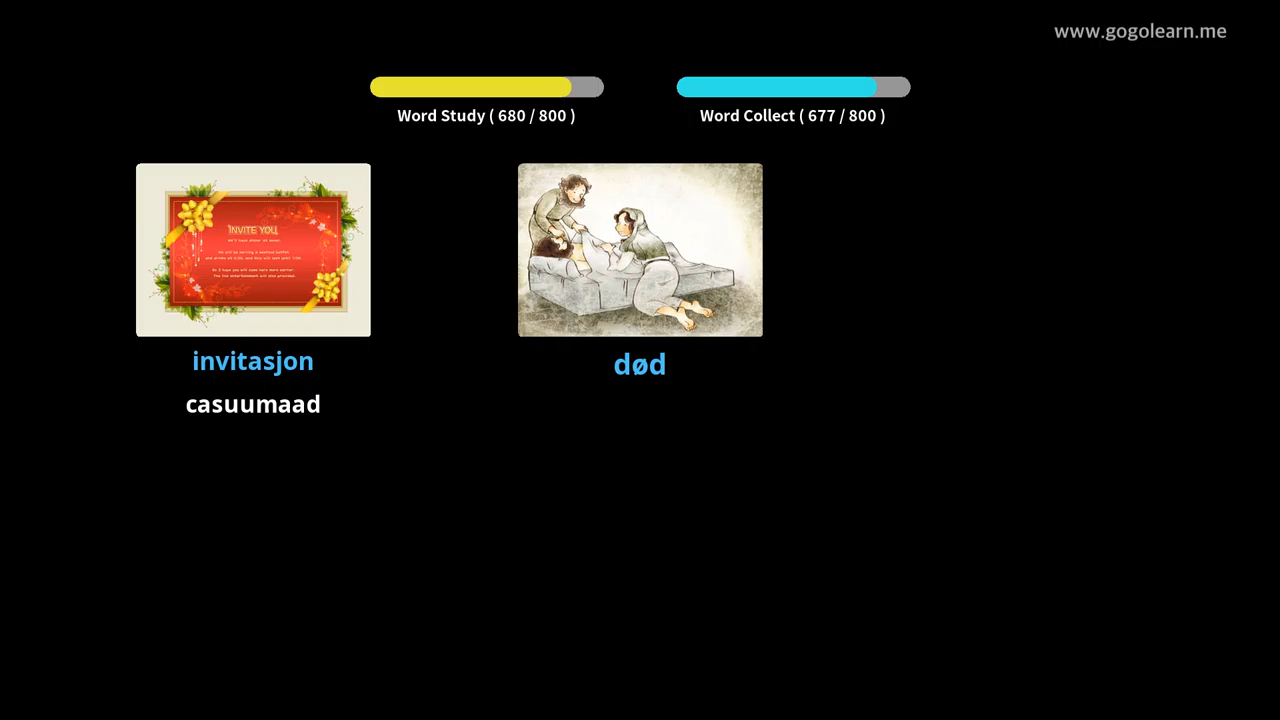 www.gogolearn.me
Word Study ( 680 / 800 )
Word Collect ( 677 / 800 )
INVITE YOU
invitasjon
død
casuumaad